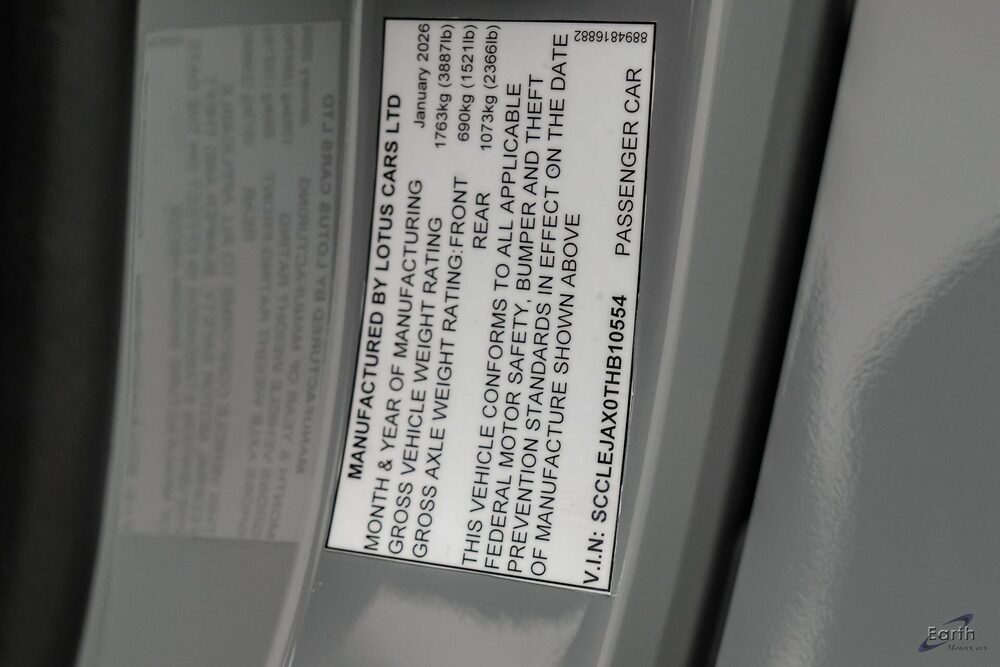 MANUFACTURED BY LOTUS CARS LTD
MONTH & YEAR OF MANUFACTURING January 2026
GROSS VEHICLE WEIGHT RATING 1763kg (3887lb)
GROSS AXLE WEIGHT RATING:FRONT 690kg (1521lb)
REAR 1073kg (2366lb)
THIS VEHICLE CONFORMS TO ALL APPLICABLE
FEDERAL MOTOR SAFETY, BUMPER AND THEFT
PREVENTION STANDARDS IN EFFECT ON THE DATE
OF MANUFACTURE SHOWN ABOVE
V.I.N: SCCLEJAX0THB10554 PASSENGER CAR
8894816882
Earth
MotorCars